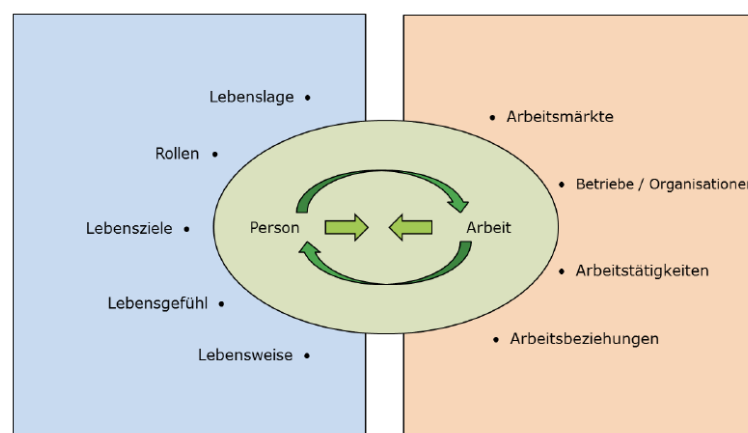 Lebenslage
Rollen
Lebensziele
Lebensgefühl
Lebensweise
Person
Arbeit
Arbeitsmärkte
Betriebe / Organisationen
Arbeitstätigkeiten
Arbeitsbeziehungen